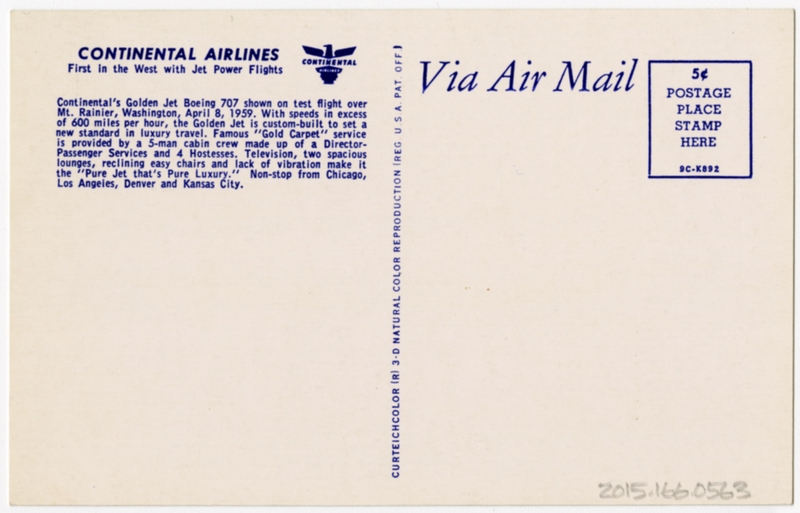 CONTINENTAL AIRLINES
First in the West with Jet Power Flights
CONTINENTAL
AIRLINES
Continental's Golden Jet Boeing 707 shown on test flight over
Mt. Rainier, Washington, April 8, 1959. With speeds in excess
of 600 miles per hour, the Golden Jet is custom-built to set a
new standard in luxury travel. Famous "Gold Carpet" service
is provided by a 5-man cabin crew made up of a Director-
Passenger Services and 4 Hostesses. Television, two spacious
lounges, reclining easy chairs and lack of vibration make it
the "Pure Jet that's Pure Luxury." Non-stop from Chicago,
Los Angeles, Denver and Kansas City.
CURTEICHCOLOR (R) 3-D NATURAL COLOR REPRODUCTION (REG. U.S.A. PAT. OFF.)
Via Air Mail
5¢
POSTAGE
PLACE
STAMP
HERE
9C-K892
2015.166.0563